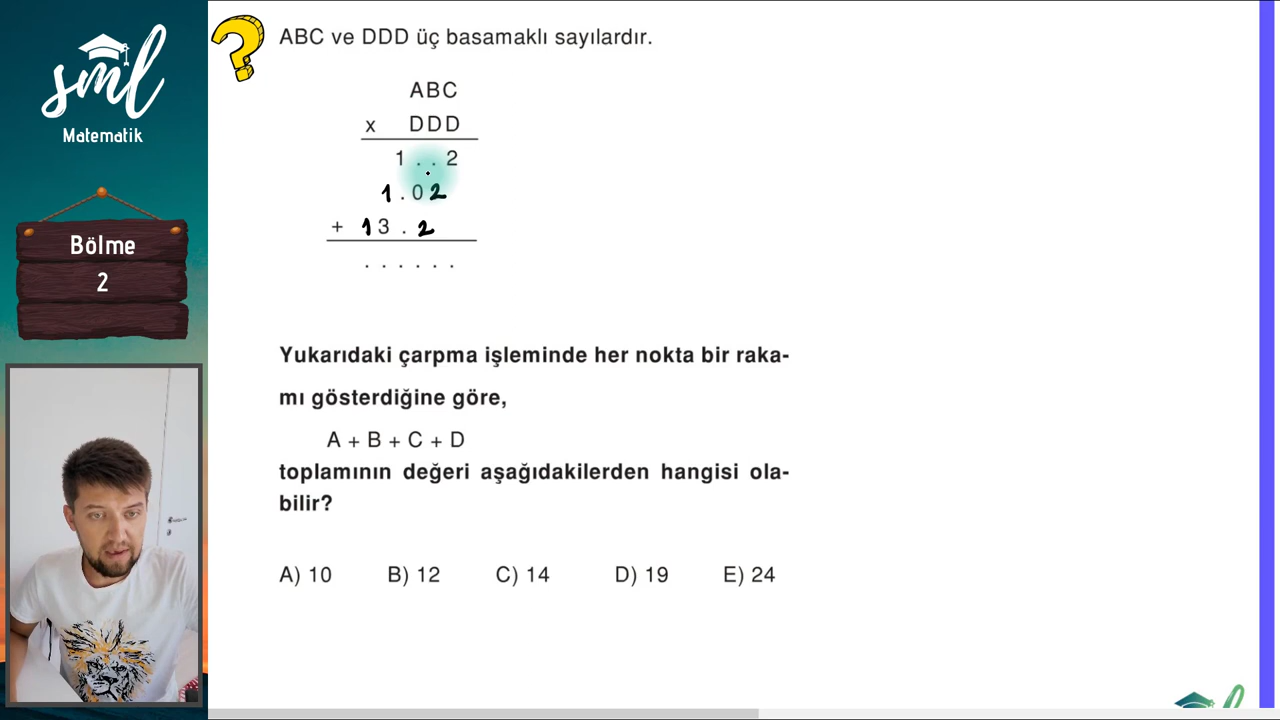 sml
Matematik
Bölme
2
?
ABC ve DDD üç basamaklı sayılardır.
ABC
x DDD
1 . . 2
1 . 0 2
+ 1 3 . 2
. . . . . .
Yukarıdaki çarpma işleminde her nokta bir raka-
mı gösterdiğine göre,
A + B + C + D
toplamının değeri aşağıdakilerden hangisi ola-
bilir?
A) 10 B) 12 C) 14 D) 19 E) 24